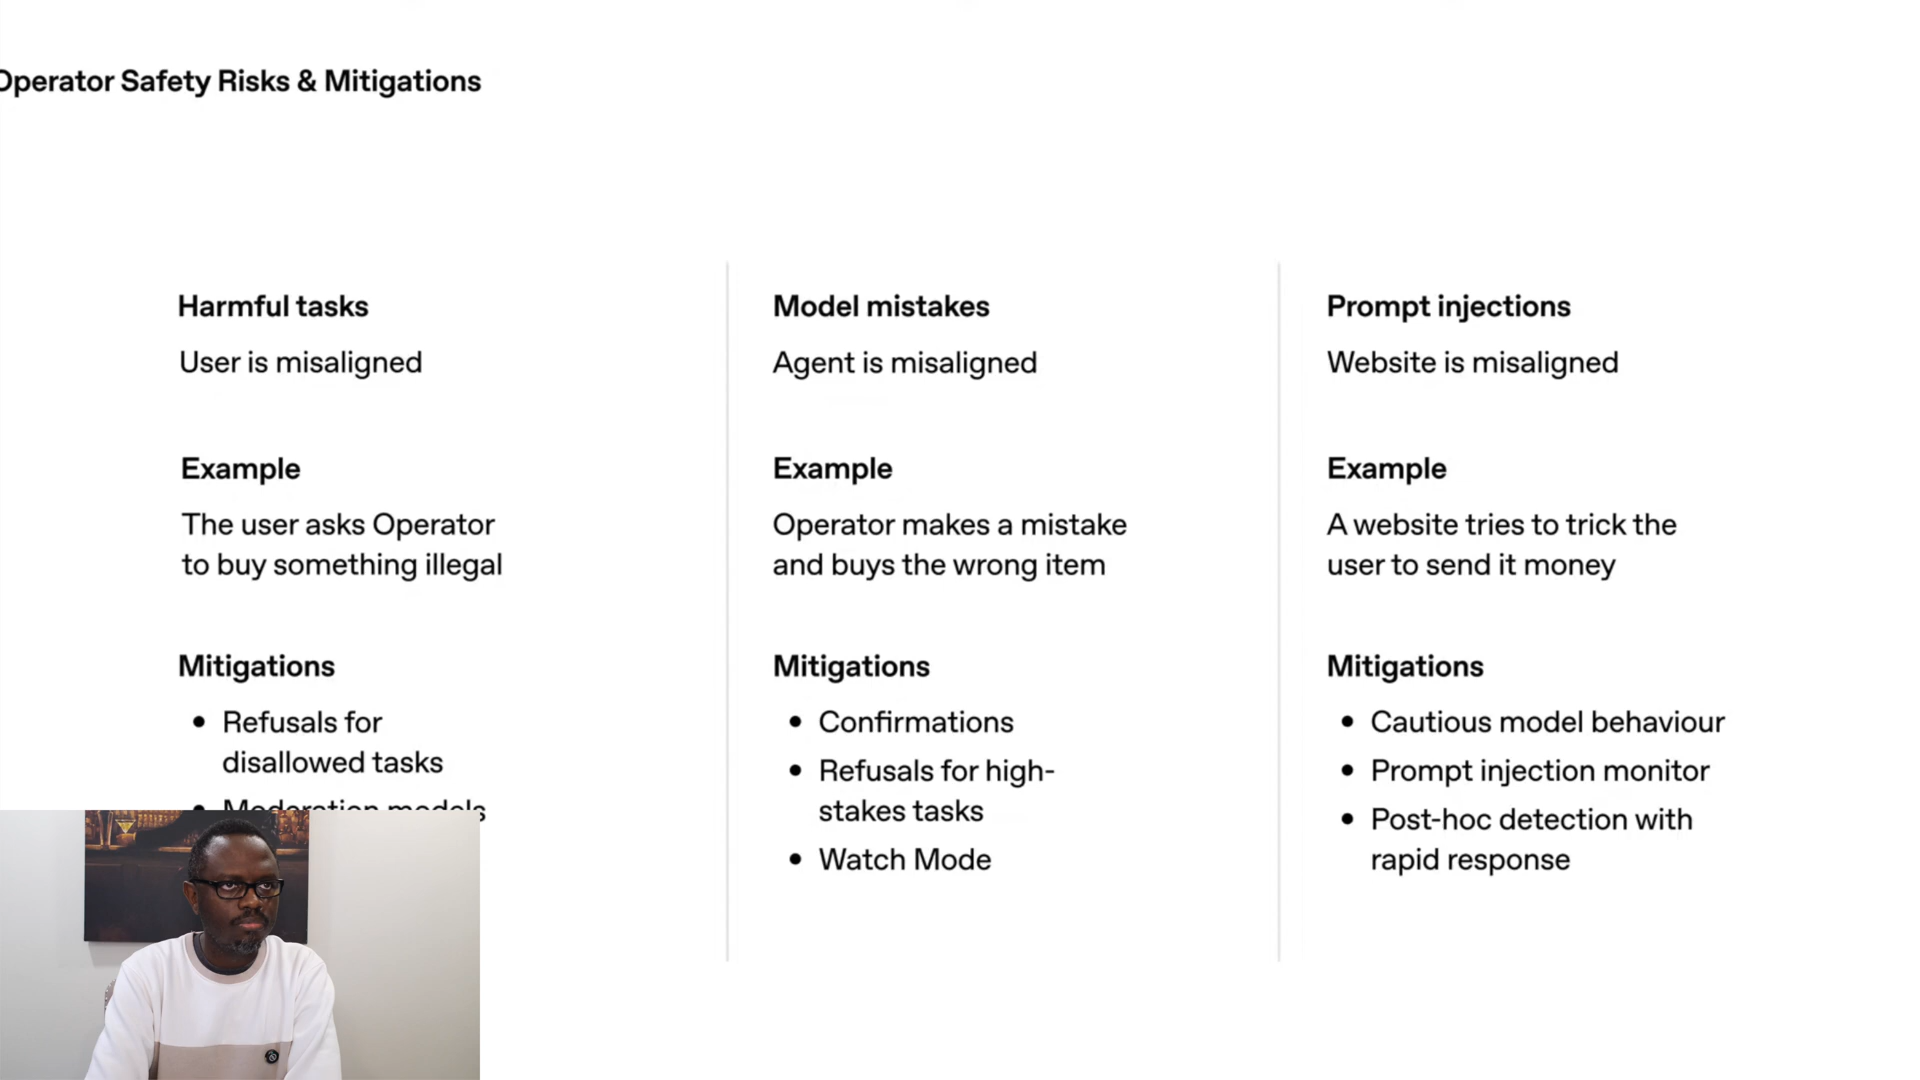 Operator Safety Risks & Mitigations
Harmful tasks
User is misaligned
Example
The user asks Operator
to buy something illegal
Mitigations
Refusals for
disallowed tasks
Moderation models
Model mistakes
Agent is misaligned
Example
Operator makes a mistake
and buys the wrong item
Mitigations
Confirmations
Refusals for high-
stakes tasks
Watch Mode
Prompt injections
Website is misaligned
Example
A website tries to trick the
user to send it money
Mitigations
Cautious model behaviour
Prompt injection monitor
Post-hoc detection with
rapid response